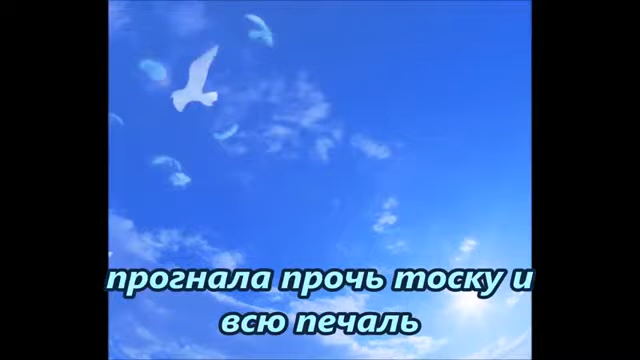 прогнала прочь тоску и
всю печаль